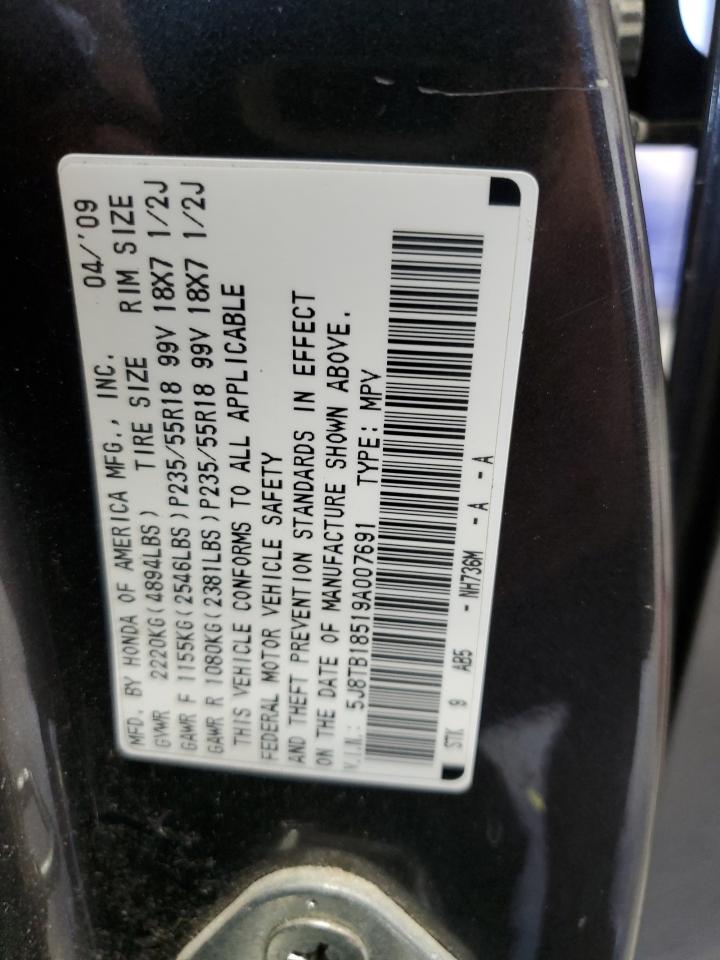 MFD. BY HONDA OF AMERICA MFG., INC. 04/'09
GVWR 2220KG(4894LBS) TIRE SIZE RIM SIZE
GAWR F 1155KG(2546LBS)P235/55R18 99V 18X7 1/2J
GAWR R 1080KG(2381LBS)P235/55R18 99V 18X7 1/2J
THIS VEHICLE CONFORMS TO ALL APPLICABLE
FEDERAL MOTOR VEHICLE SAFETY
AND THEFT PREVENTION STANDARDS IN EFFECT
ON THE DATE OF MANUFACTURE SHOWN ABOVE.
V.I.N.: 5J8TB18519A007691 TYPE: MPV
STK 9 AB5 - NH736M - A - A